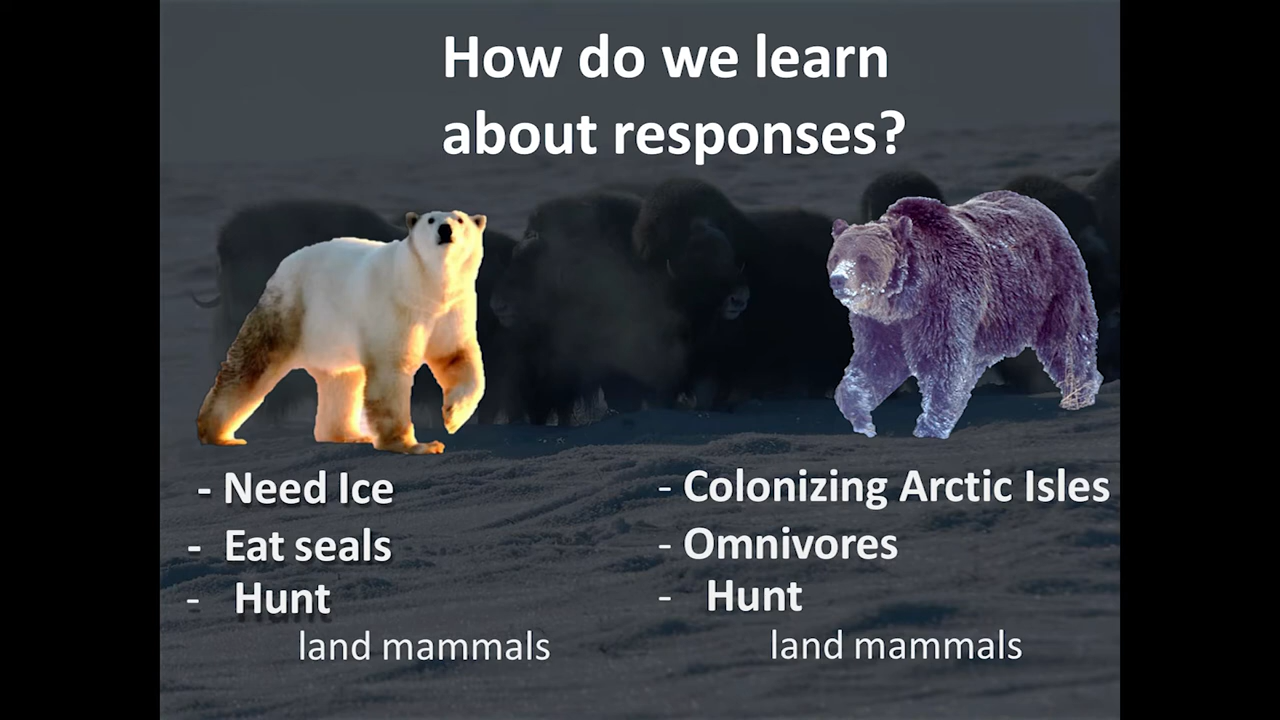 How do we learn
about responses?
- Need Ice
- Eat seals
- Hunt
land mammals
- Colonizing Arctic Isles
- Omnivores
- Hunt
land mammals